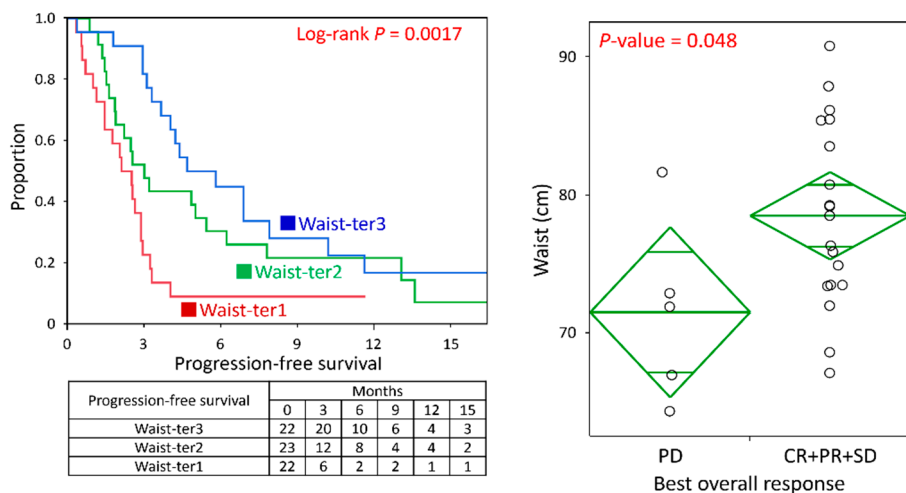 1.0
0.8
0.6
0.4
0.2
0
Proportion
Log-rank P = 0.0017
Waist-ter3
Waist-ter2
Waist-ter1
0 3 6 9 12 15
Progression-free survival
Progression-free survival Months
0 3 6 9 12 15
Waist-ter3 22 20 10 6 4 3
Waist-ter2 23 12 8 4 4 2
Waist-ter1 22 6 2 2 1 1
P-value = 0.048
90
80
70
Waist (cm)
PD CR+PR+SD
Best overall response